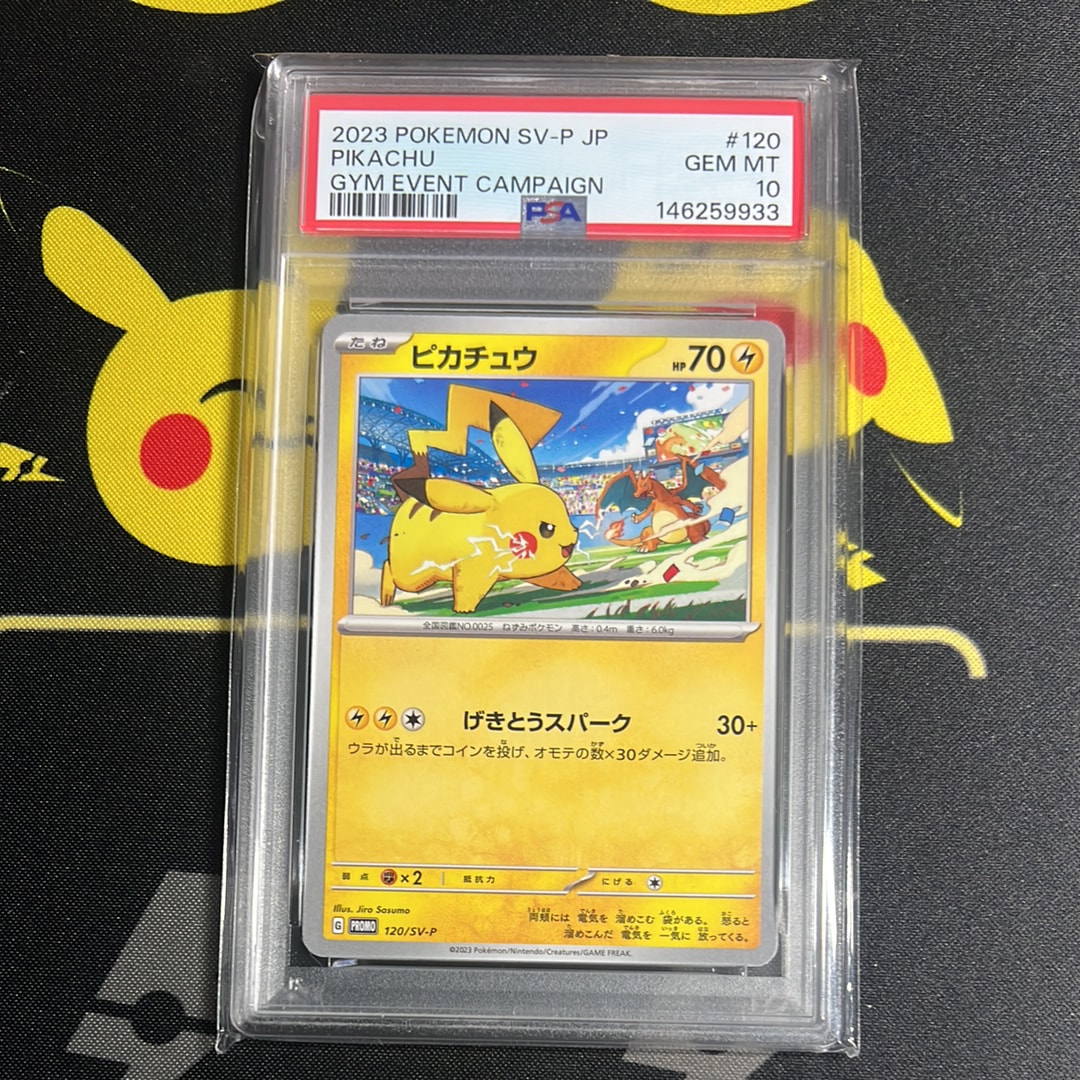 2023 POKEMON SV-P JP #120
PIKACHU GEM MT
GYM EVENT CAMPAIGN 10
PSA 146259933
たね ピカチュウ HP70
全国図鑑NO.0025 ねずみポケモン 高さ:0.4m 重さ:6.0kg
げきとうスパーク 30+
ウラが出るまでコインを投げ、オモテの数×30ダメージ追加。
弱点 ×2 抵抗力 にげる
Illus. Jiro Sasumo
両頬には 電気を 溜めこむ 袋がある。 怒ると
溜めこんだ 電気を 一気に 放ってくる。
G PROMO 120/SV-P
©2023 Pokémon/Nintendo/Creatures/GAME FREAK.